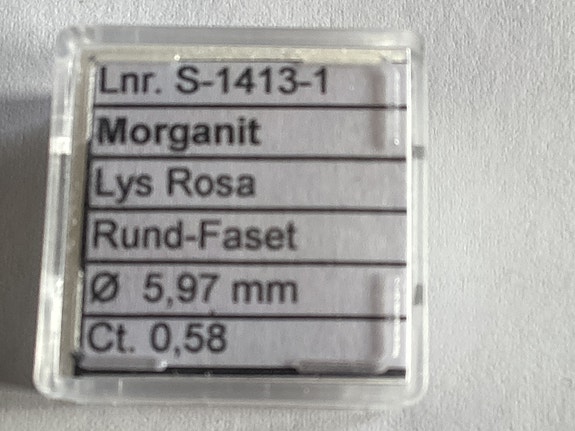 Lnr. S-1413-1
Morganit
Lys Rosa
Rund-Faset
Ø 5,97 mm
Ct. 0,58